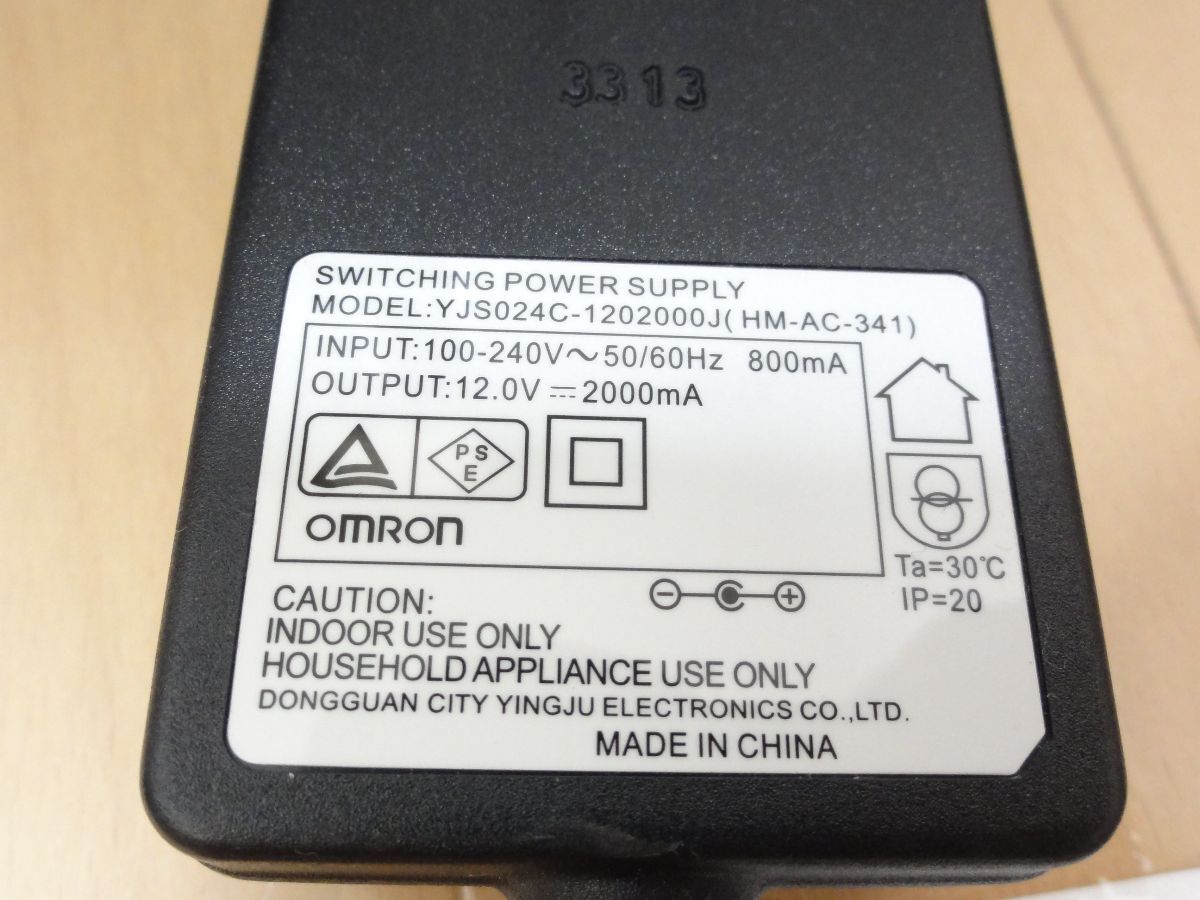 3313
SWITCHING POWER SUPPLY
MODEL:YJS024C-1202000J( HM-AC-341)
INPUT:100-240V～50/60Hz 800mA
OUTPUT:12.0V ⎓ 2000mA
PS
E
OMRON
Ta=30℃
IP=20
CAUTION:
INDOOR USE ONLY
HOUSEHOLD APPLIANCE USE ONLY
DONGGUAN CITY YINGJU ELECTRONICS CO.,LTD.
MADE IN CHINA